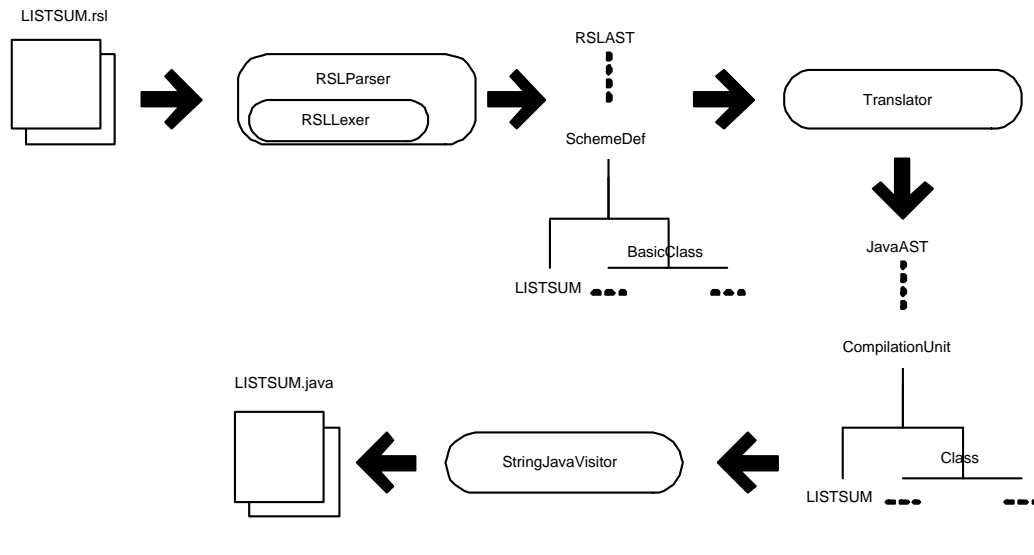 LISTSUM.rsl
RSLParser
RSLLexer
RSLAST
SchemeDef
BasicClass
LISTSUM
Translator
JavaAST
CompilationUnit
Class
LISTSUM
StringJavaVisitor
LISTSUM.java